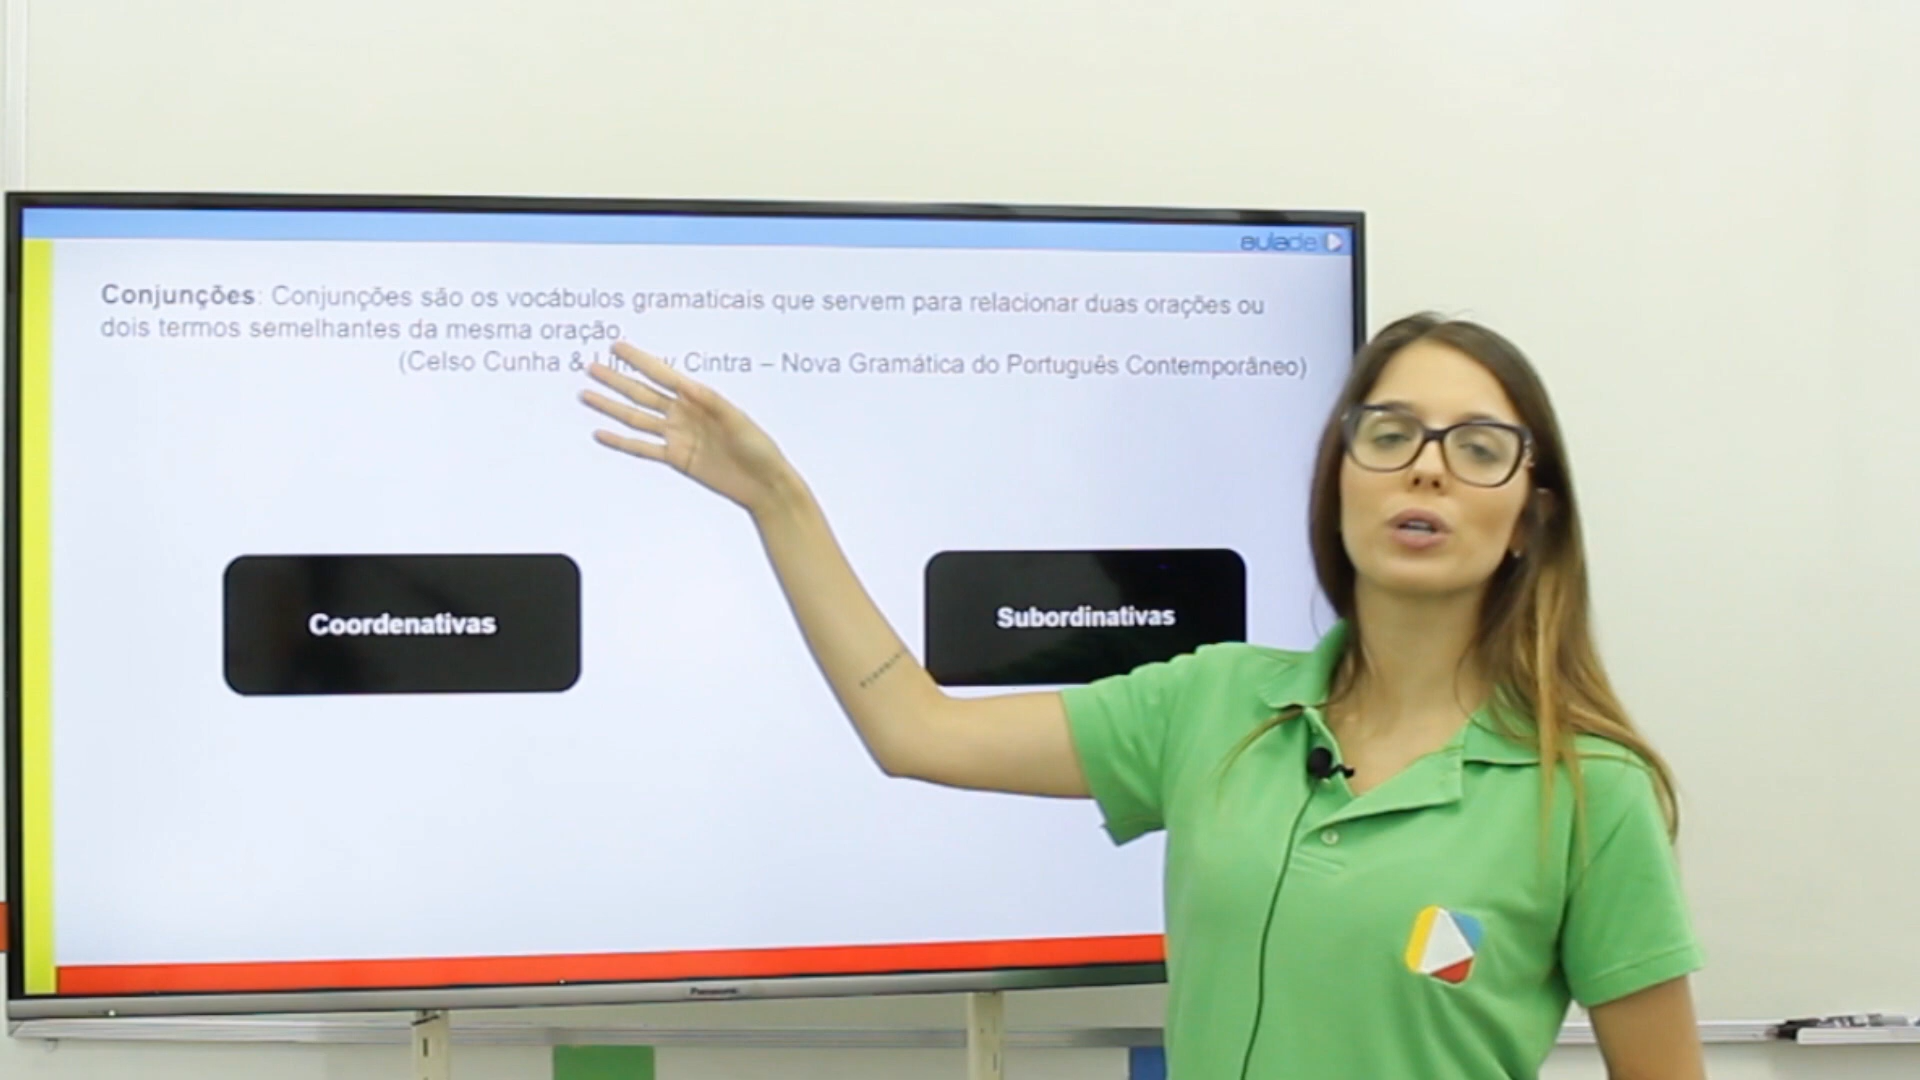 aulade
Conjunções: Conjunções são os vocábulos gramaticais que servem para relacionar duas orações ou
dois termos semelhantes da mesma oração.
(Celso Cunha & Cintra – Nova Gramática do Português Contemporâneo)
Coordenativas
Subordinativas
Panasonic